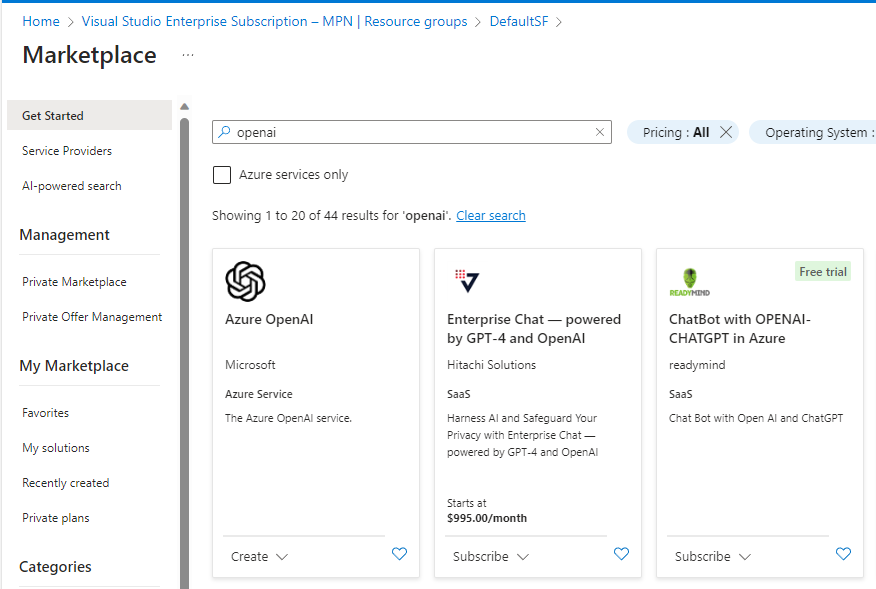 Home > Visual Studio Enterprise Subscription – MPN | Resource groups > DefaultSF >
Marketplace ...
Get Started
Service Providers
AI-powered search
Management
Private Marketplace
Private Offer Management
My Marketplace
Favorites
My solutions
Recently created
Private plans
Categories
openai
Pricing : All
Operating System :
Azure services only
Showing 1 to 20 of 44 results for 'openai'. Clear search
Azure OpenAI
Microsoft
Azure Service
The Azure OpenAI service.
Create
Enterprise Chat — powered
by GPT-4 and OpenAI
Hitachi Solutions
SaaS
Harness AI and Safeguard Your
Privacy with Enterprise Chat —
powered by GPT-4 and OpenAI
Starts at
$995.00/month
Subscribe
READYMIND
Free trial
ChatBot with OPENAI-
CHATGPT in Azure
readymind
SaaS
Chat Bot with Open AI and ChatGPT
Subscribe